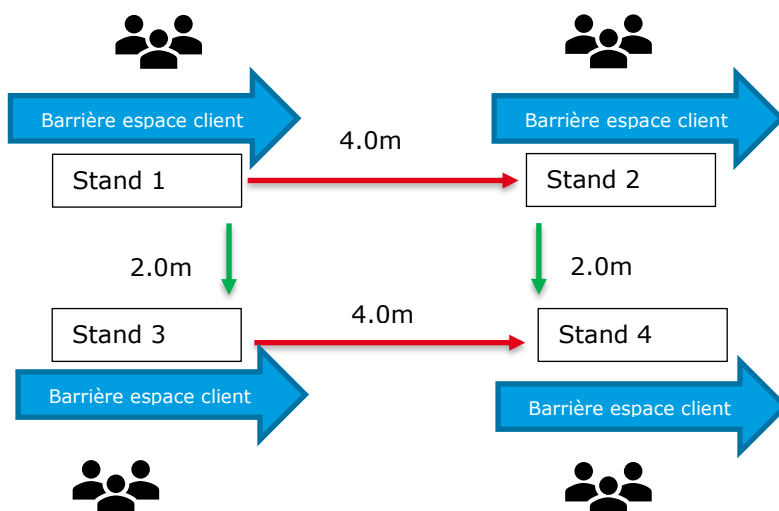 Barrière espace client
Barrière espace client
4.0m
Stand 1
Stand 2
2.0m
2.0m
4.0m
Stand 3
Stand 4
Barrière espace client
Barrière espace client